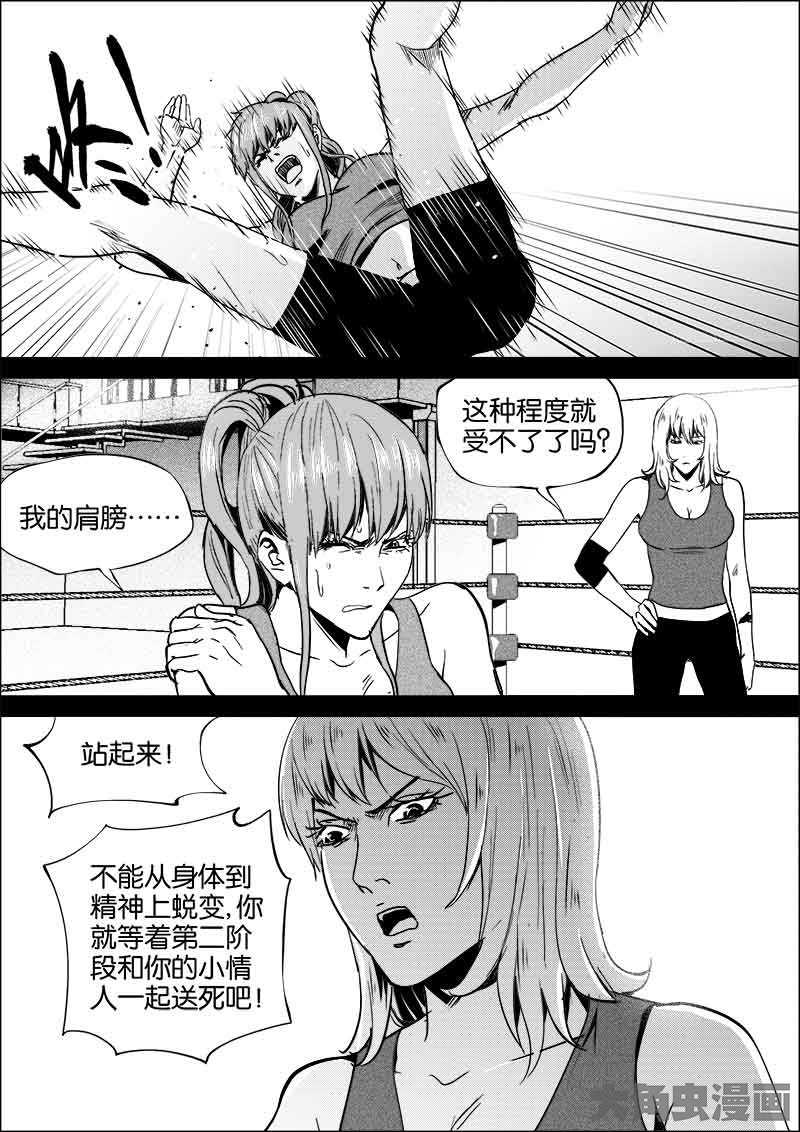 我的肩膀……
这种程度就
受不了了吗?
站起来!
不能从身体到
精神上蜕变,你
就等着第二阶
段和你的小情
人一起送死吧!
大角虫漫画